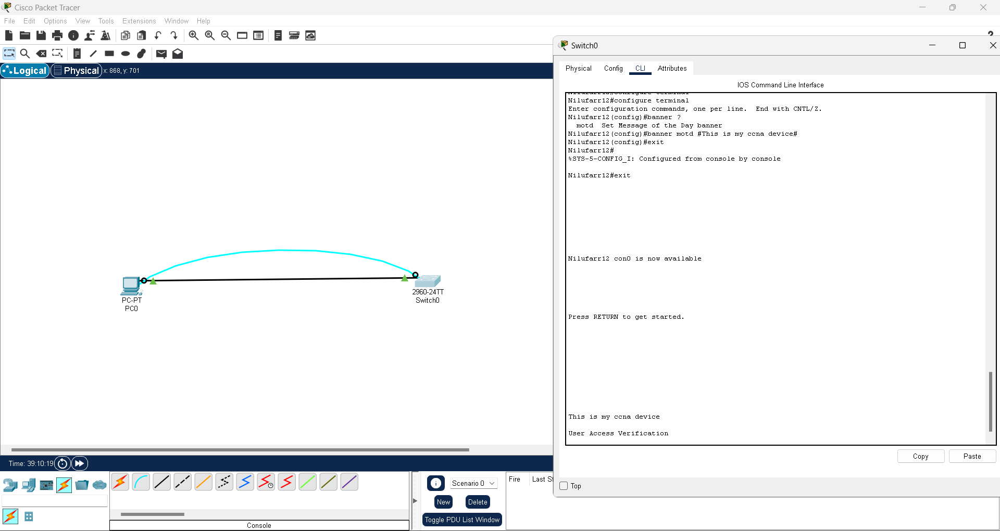 Cisco Packet Tracer
File Edit Options View Tools Extensions Window Help
Logical Physical x: 868, y: 701
PC-PT
PC0
2960-24TT
Switch0
Time: 39:10:19
Console
Scenario 0
New Delete
Toggle PDU List Window
Fire Last St
Switch0
Physical Config CLI Attributes
IOS Command Line Interface
Nilufarr12#configure terminal
Nilufarr12#configure terminal
Enter configuration commands, one per line. End with CNTL/Z.
Nilufarr12(config)#banner ?
motd Set Message of the Day banner
Nilufarr12(config)#banner motd #This is my ccna device#
Nilufarr12(config)#exit
Nilufarr12#
%SYS-5-CONFIG_I: Configured from console by console
Nilufarr12#exit
Nilufarr12 con0 is now available
Press RETURN to get started.
This is my ccna device
User Access Verification
Copy Paste
Top